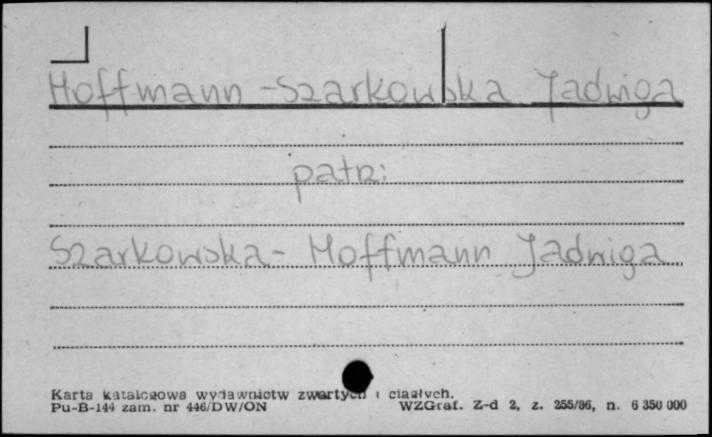 Hoffmann-Szarkowska Jadwiga
patrz:
Szarkowska-Hoffmann Jadwiga
Karta katalogowa wydawnictw zwartych i ciągłych.
Pu-B-144 zam. nr 446/DW/ON WZGraf. Z-d 2, z. 255/86, n. 6 350 000